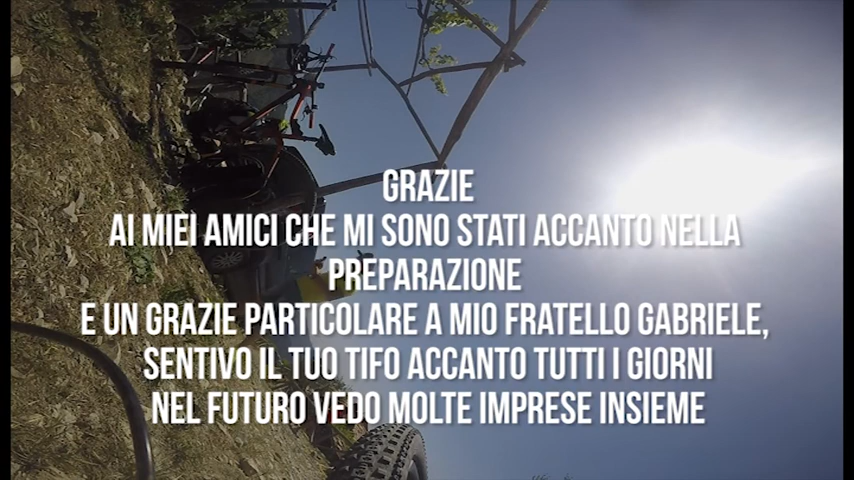 GRAZIE
AI MIEI AMICI CHE MI SONO STATI ACCANTO NELLA
PREPARAZIONE
E UN GRAZIE PARTICOLARE A MIO FRATELLO GABRIELE,
SENTIVO IL TUO TIFO ACCANTO TUTTI I GIORNI
NEL FUTURO VEDO MOLTE IMPRESE INSIEME